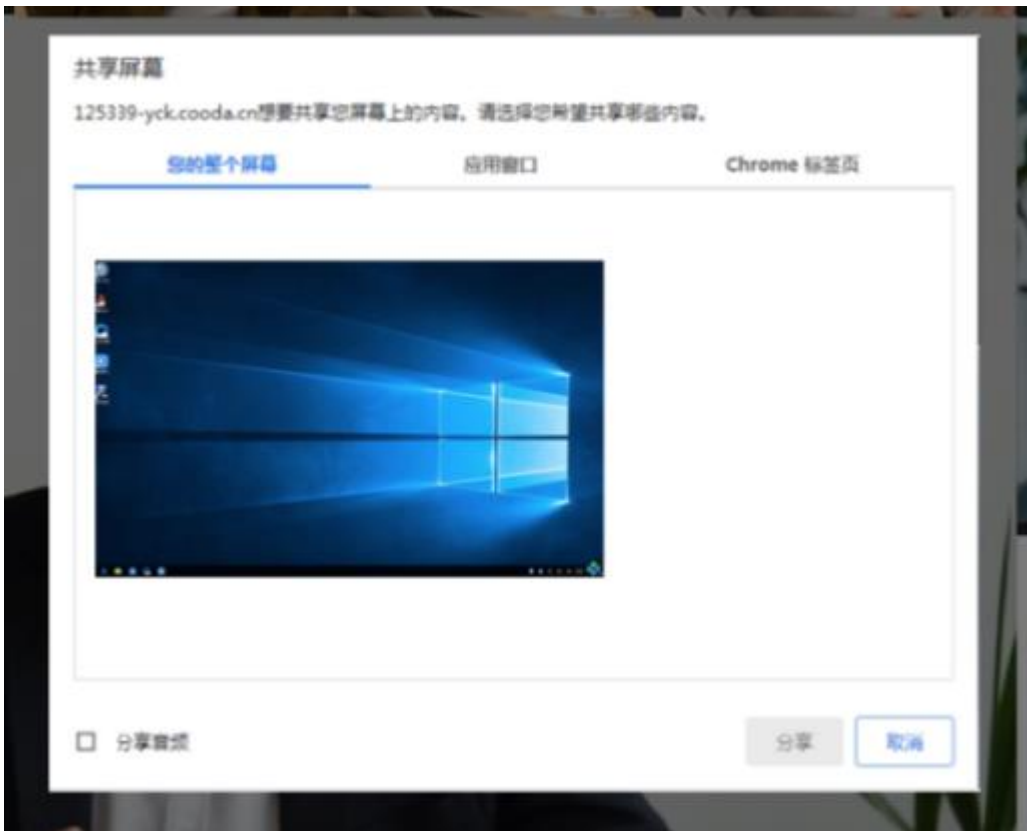 共享屏幕
125339-yck.cooda.cn想要共享您屏幕上的内容。请选择您希望共享哪些内容。
您的整个屏幕
应用窗口
Chrome 标签页
分享音频
分享
取消